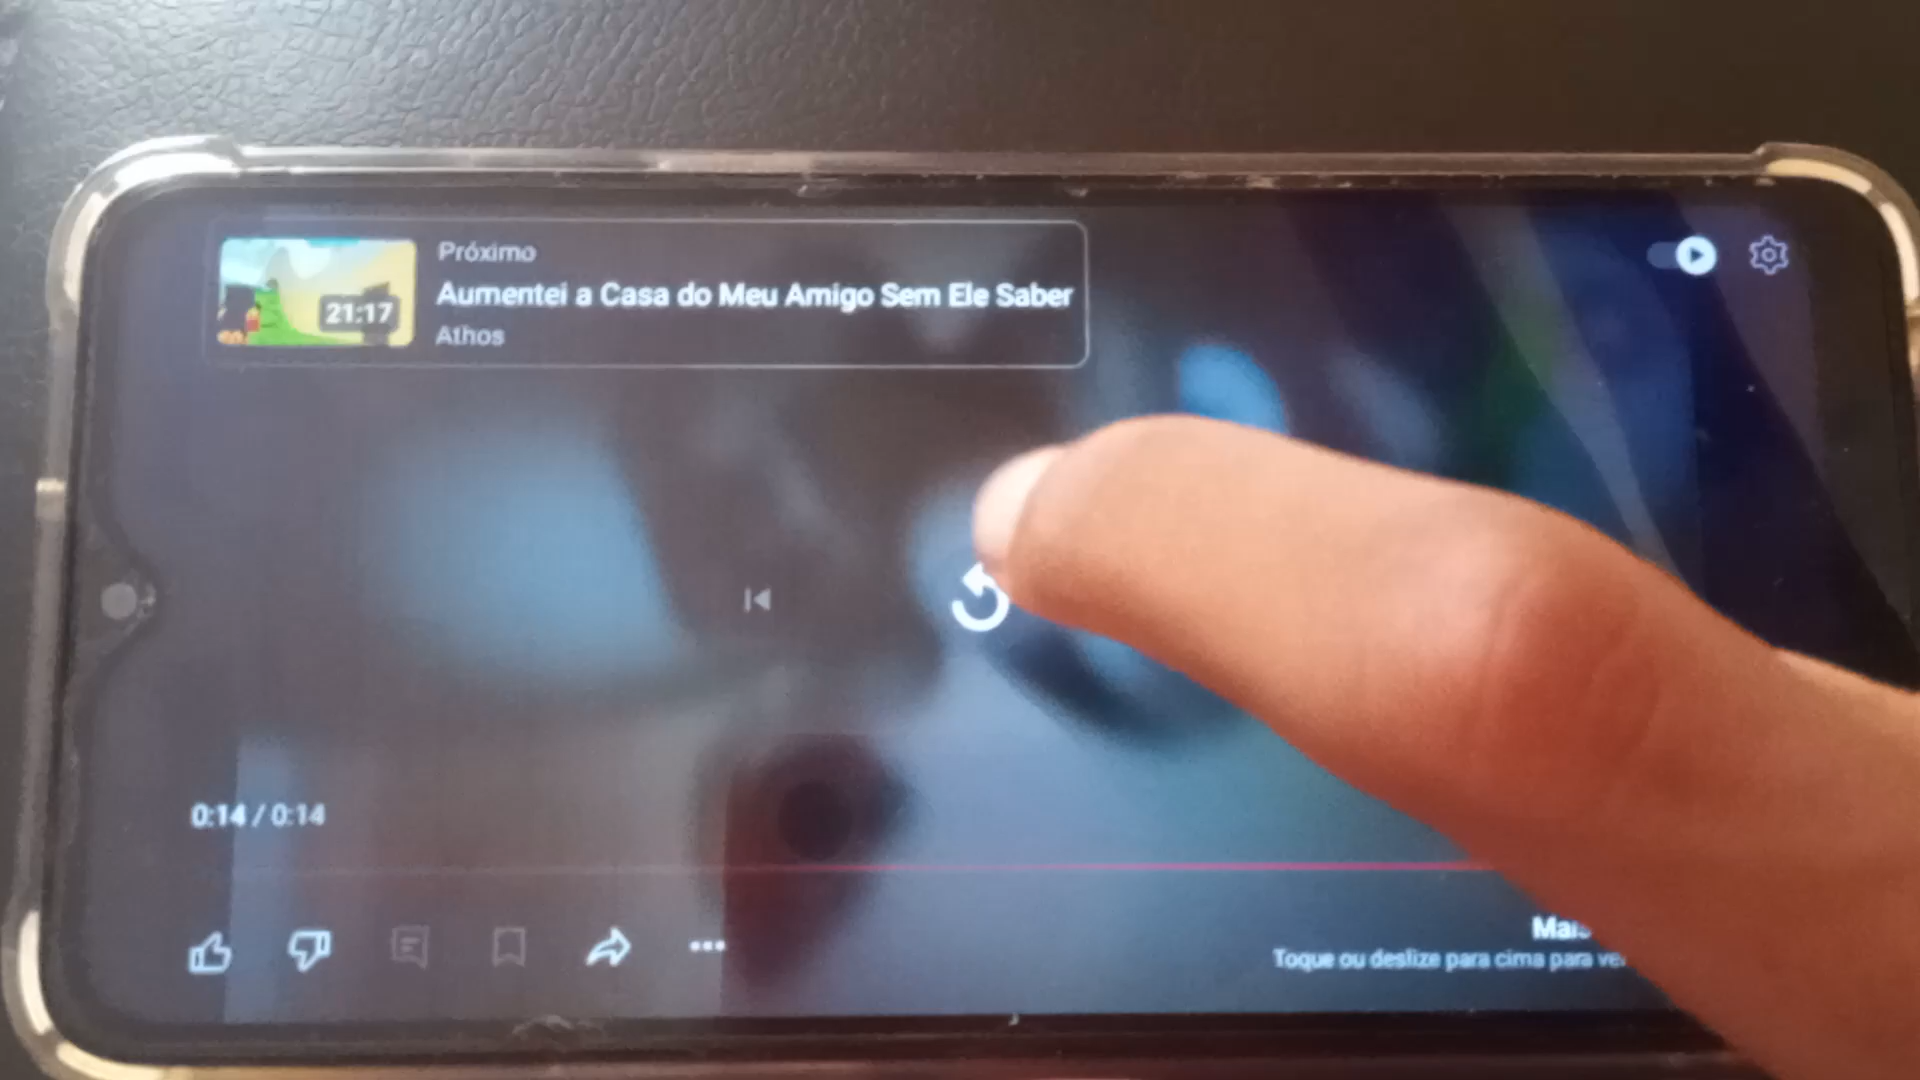 Próximo
Aumentei a Casa do Meu Amigo Sem Ele Saber
21:17
Athos
0:14 / 0:14
Toque ou deslize para cima para